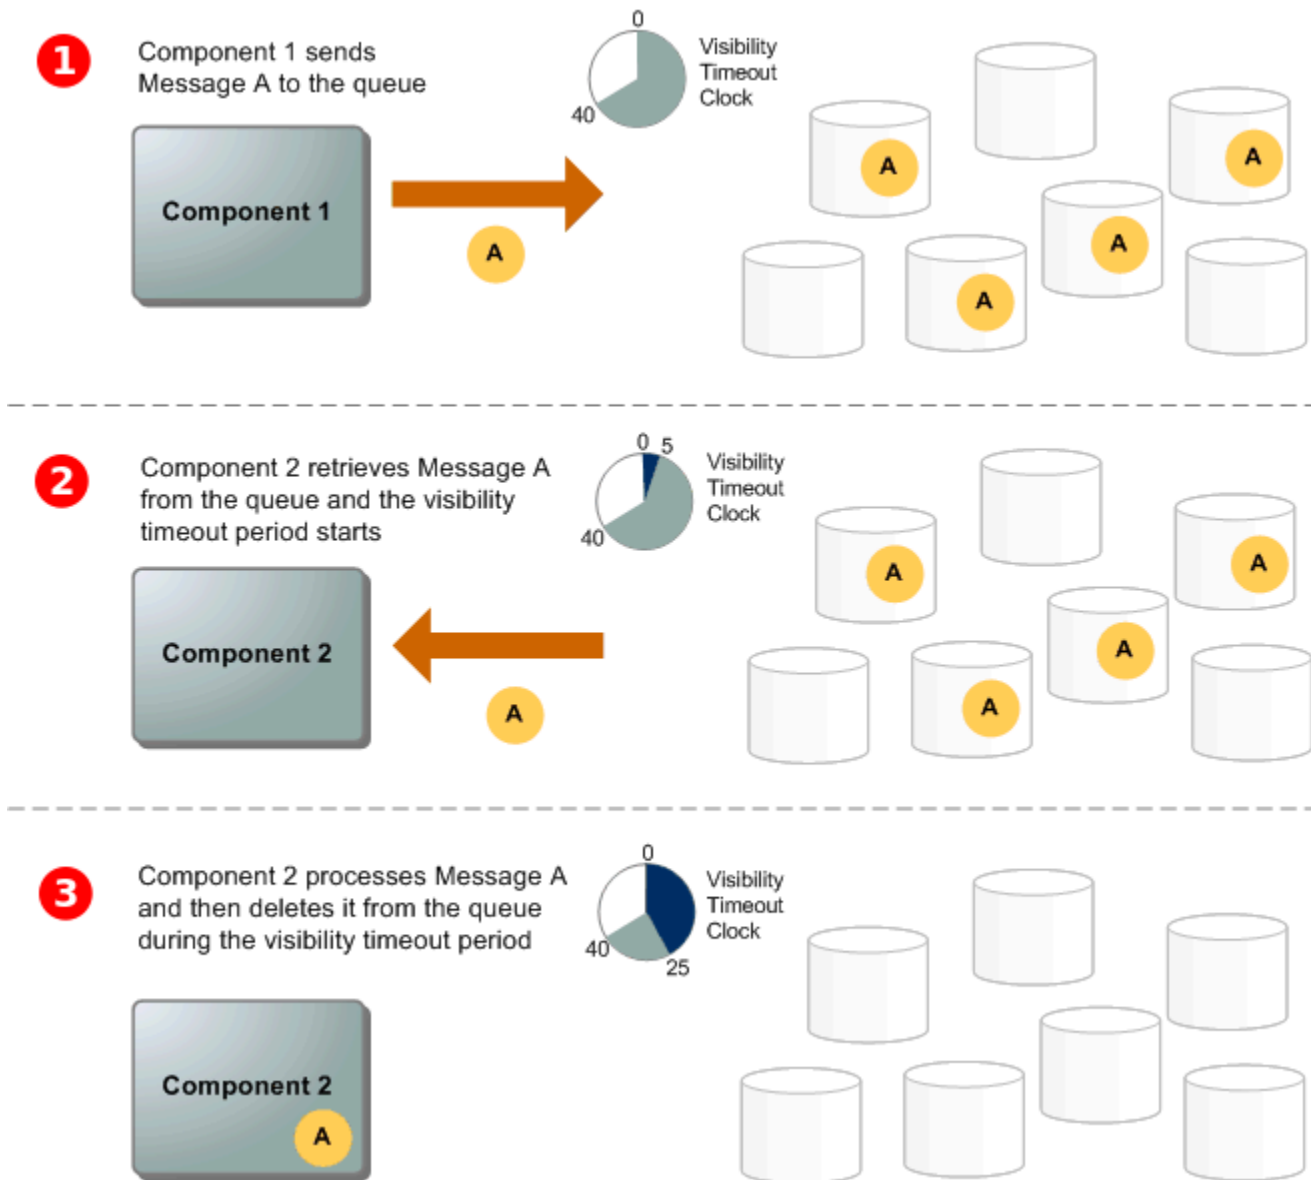 1
Component 1 sends
Message A to the queue
0
40
Visibility
Timeout
Clock
Component 1
A
A
A
A
A
2
Component 2 retrieves Message A
from the queue and the visibility
timeout period starts
0 5
40
Visibility
Timeout
Clock
Component 2
A
A
A
A
A
3
Component 2 processes Message A
and then deletes it from the queue
during the visibility timeout period
0
40
25
Visibility
Timeout
Clock
Component 2
A